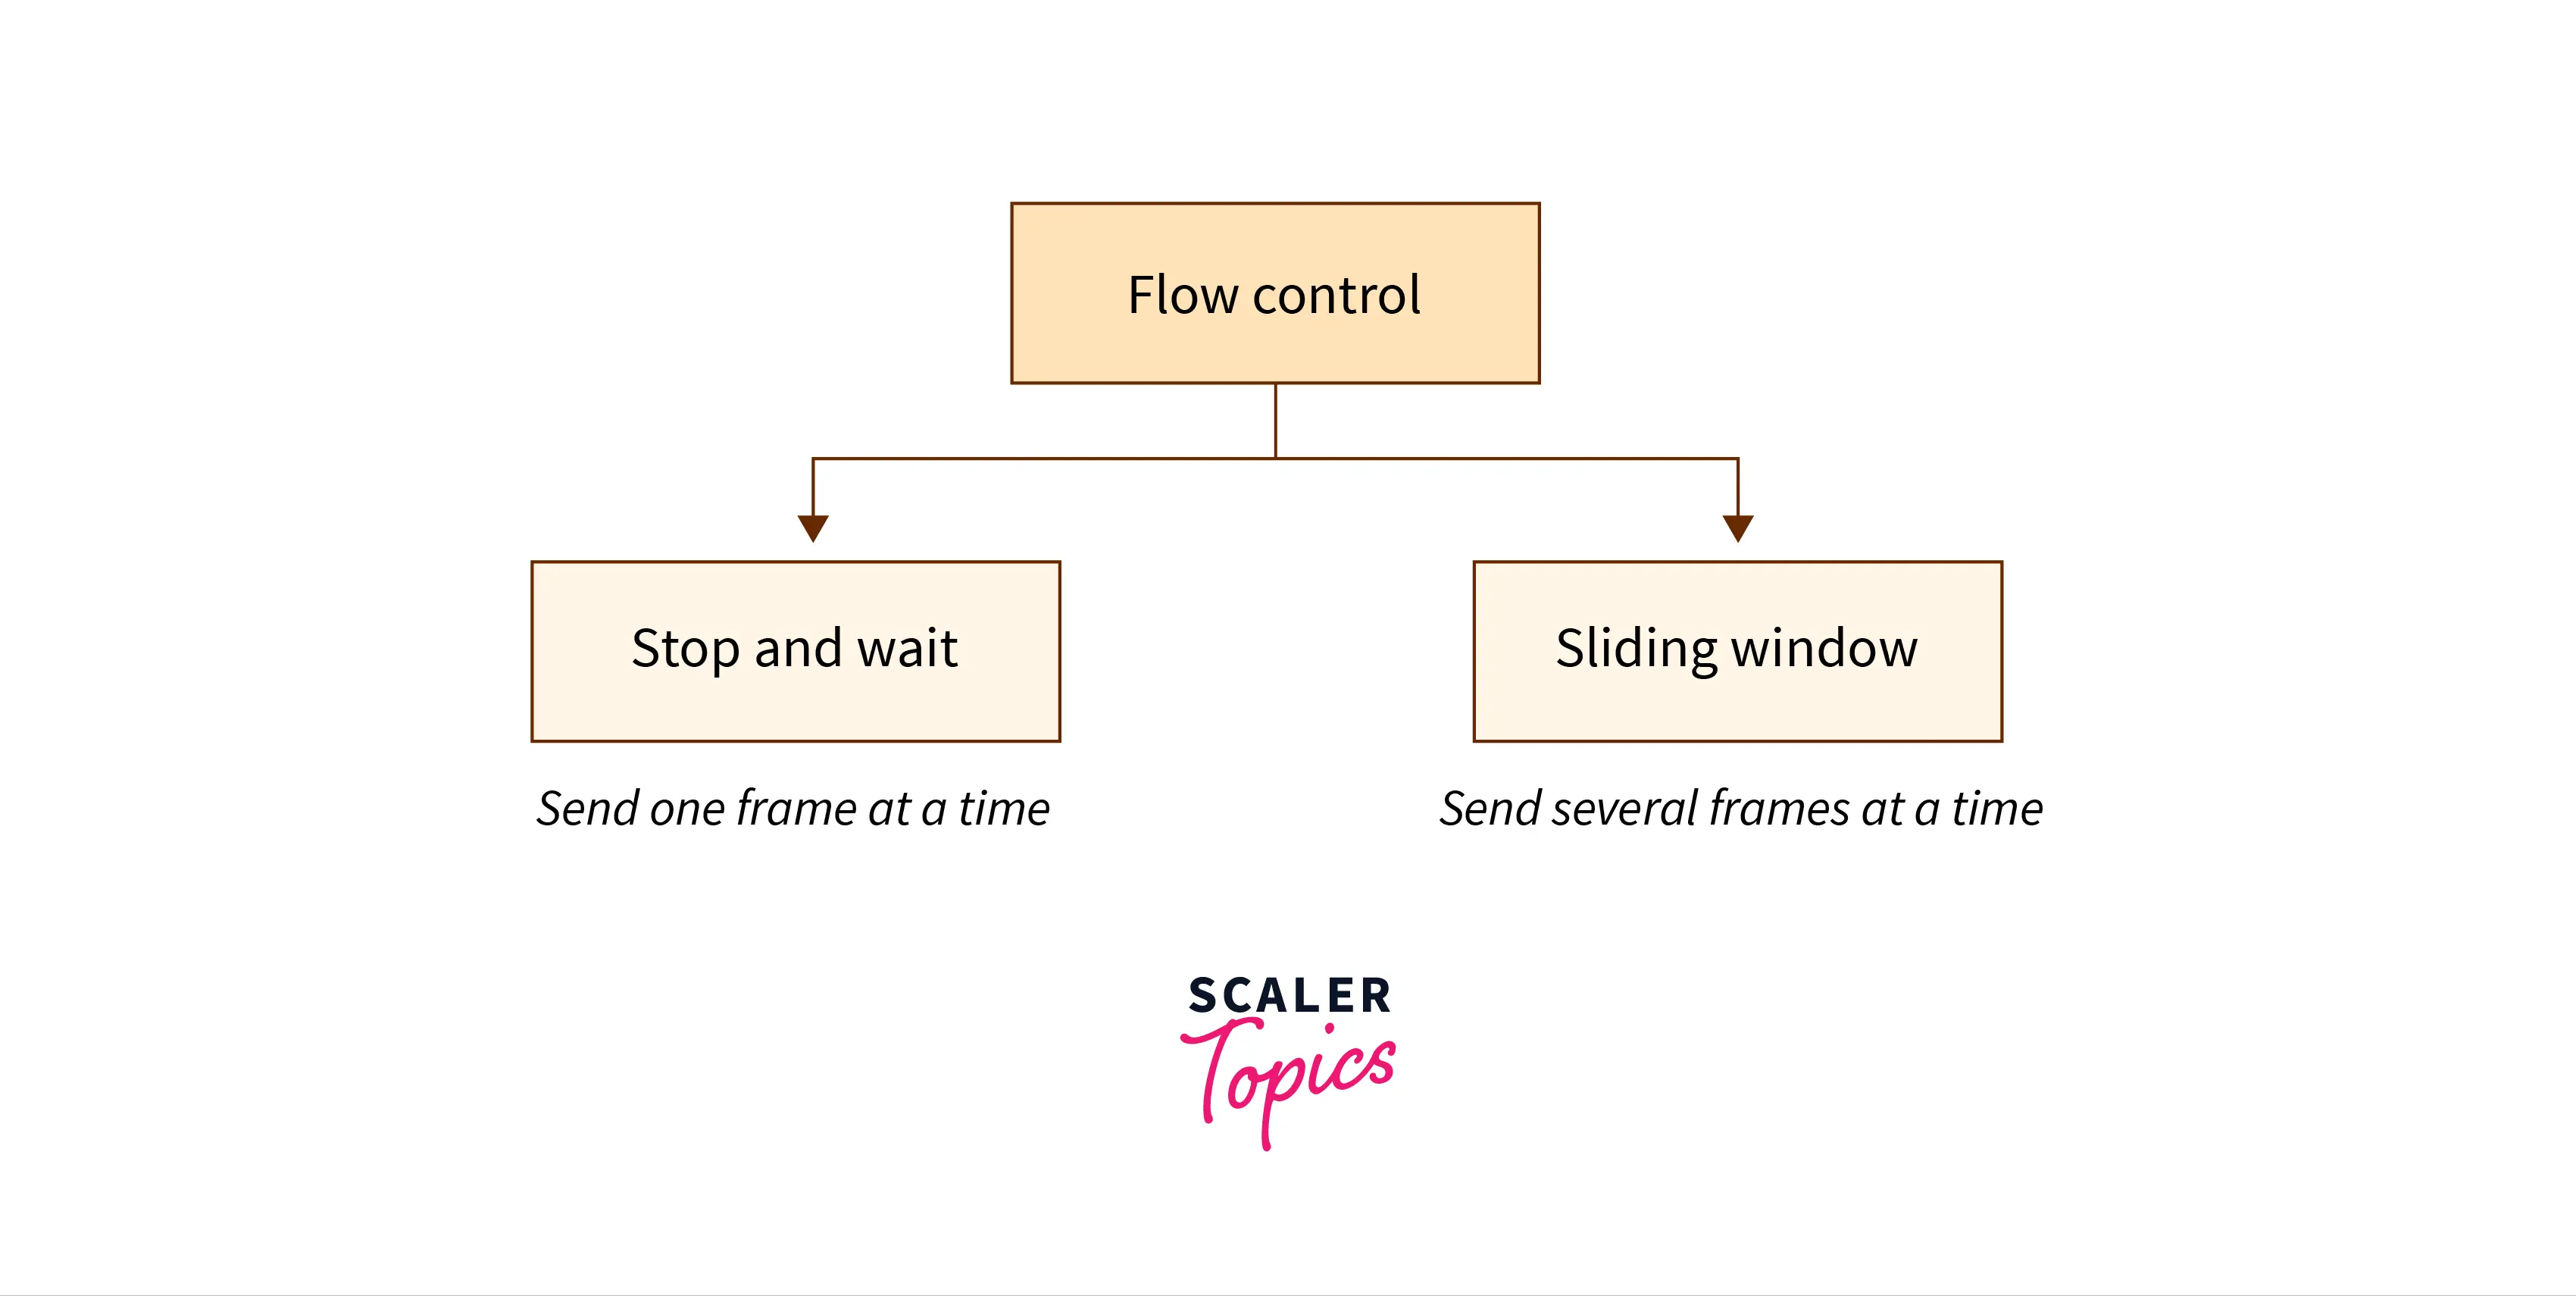 Flow control
Stop and wait
Sliding window
Send one frame at a time
Send several frames at a time
SCALER
Topics